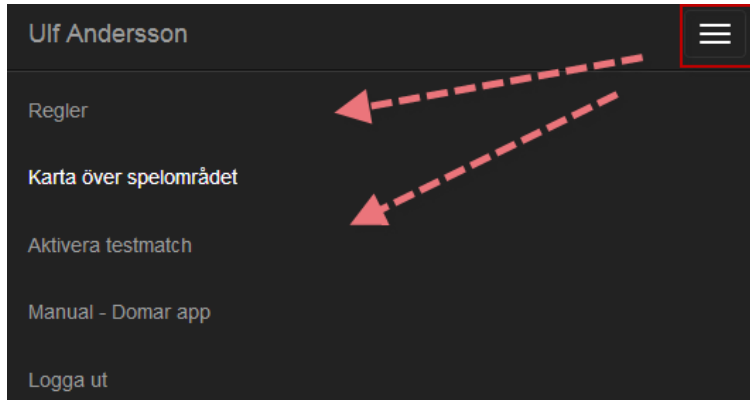 Ulf Andersson
Regler
Karta över spelområdet
Aktivera testmatch
Manual - Domar app
Logga ut